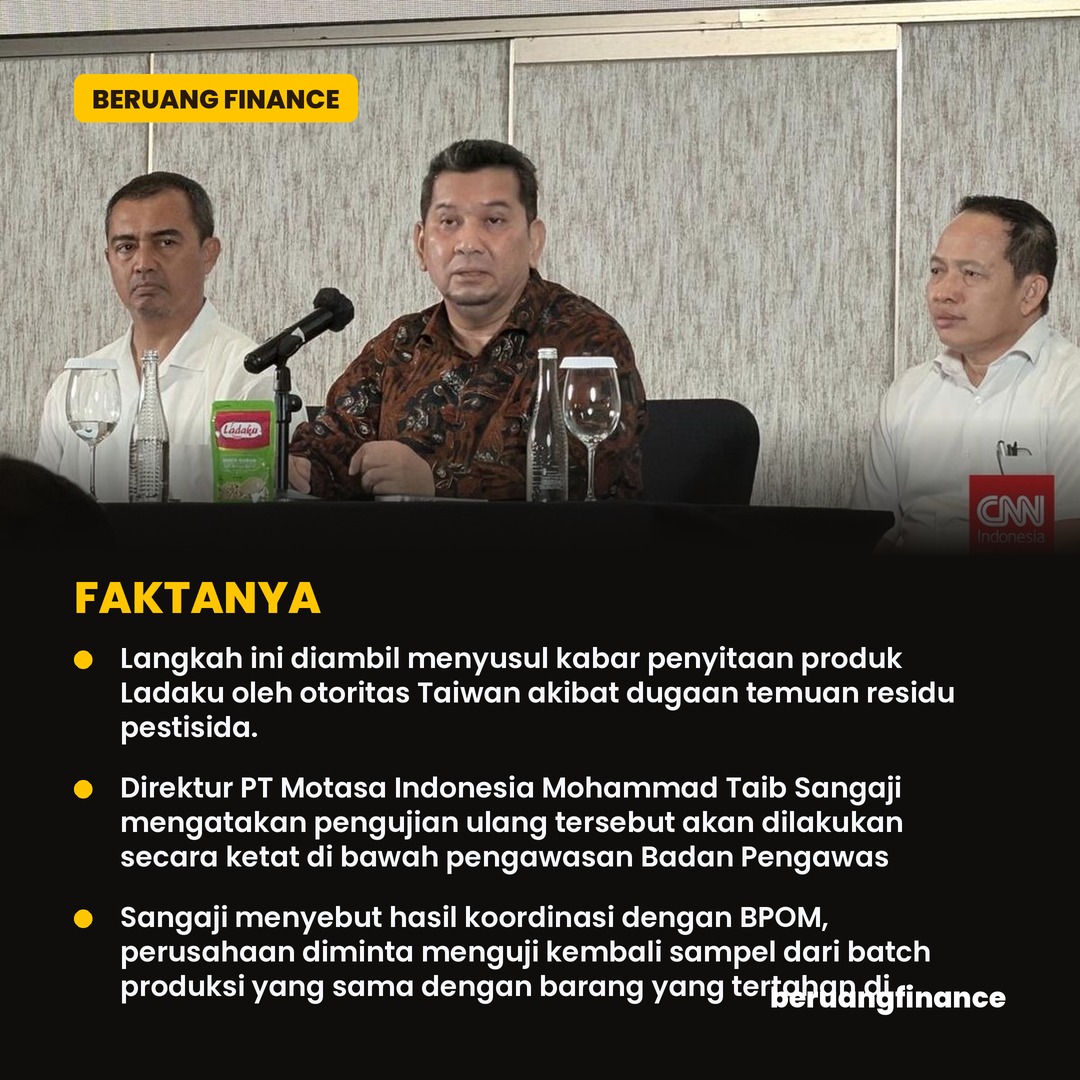 BERUANG FINANCE
Ladaku
CNN
Indonesia
FAKTANYA
Langkah ini diambil menyusul kabar penyitaan produk
Ladaku oleh otoritas Taiwan akibat dugaan temuan residu
pestisida.
Direktur PT Motasa Indonesia Mohammad Taib Sangaji
mengatakan pengujian ulang tersebut akan dilakukan
secara ketat di bawah pengawasan Badan Pengawas
Sangaji menyebut hasil koordinasi dengan BPOM,
perusahaan diminta menguji kembali sampel dari batch
produksi yang sama dengan barang yang tertahan di
beruangfinance